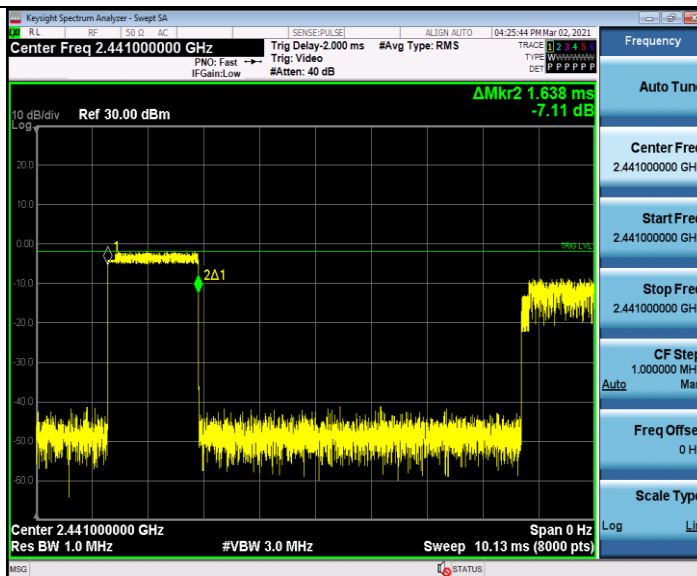 Keysight Spectrum Analyzer - Swept SA
LXI RL RF 50 Ω AC SENSE:PULSE ALIGN AUTO 04:25:44 PM Mar 02, 2021
Center Freq 2.441000000 GHz
PNO: Fast
IFGain:Low
Trig Delay-2.000 ms
Trig: Video
#Atten: 40 dB
#Avg Type: RMS
TRACE 1 2 3 4 5 6
TYPE WWWWWW
DET P P P P P P
ΔMkr2 1.638 ms
-7.11 dB
10 dB/div Ref 30.00 dBm
Log
20.0
10.0
0.00
-10.0
-20.0
-30.0
-40.0
-50.0
-60.0
1
2Δ1
TRIG LVL
Center 2.441000000 GHz Span 0 Hz
Res BW 1.0 MHz #VBW 3.0 MHz Sweep 10.13 ms (8000 pts)
MSG STATUS
Frequency
Auto Tun
Center Fre
2.441000000 GH
Start Fre
2.441000000 GH
Stop Fre
2.441000000 GH
CF Step
1.000000 MH
Auto Ma
Freq Offse
0 H
Scale Type
Log Li